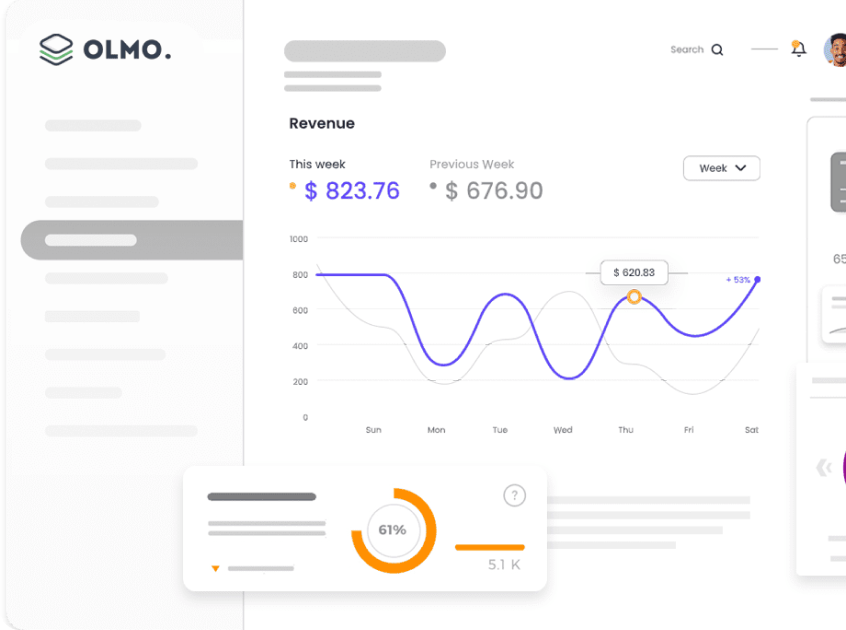 OLMO.
Search
Revenue
This week
Previous Week
$ 823.76
$ 676.90
Week
1000
800
600
400
200
0
$ 620.83
+ 53%
Sun Mon Tue Wed Thu Fri Sat
65
61%
?
5.1 K